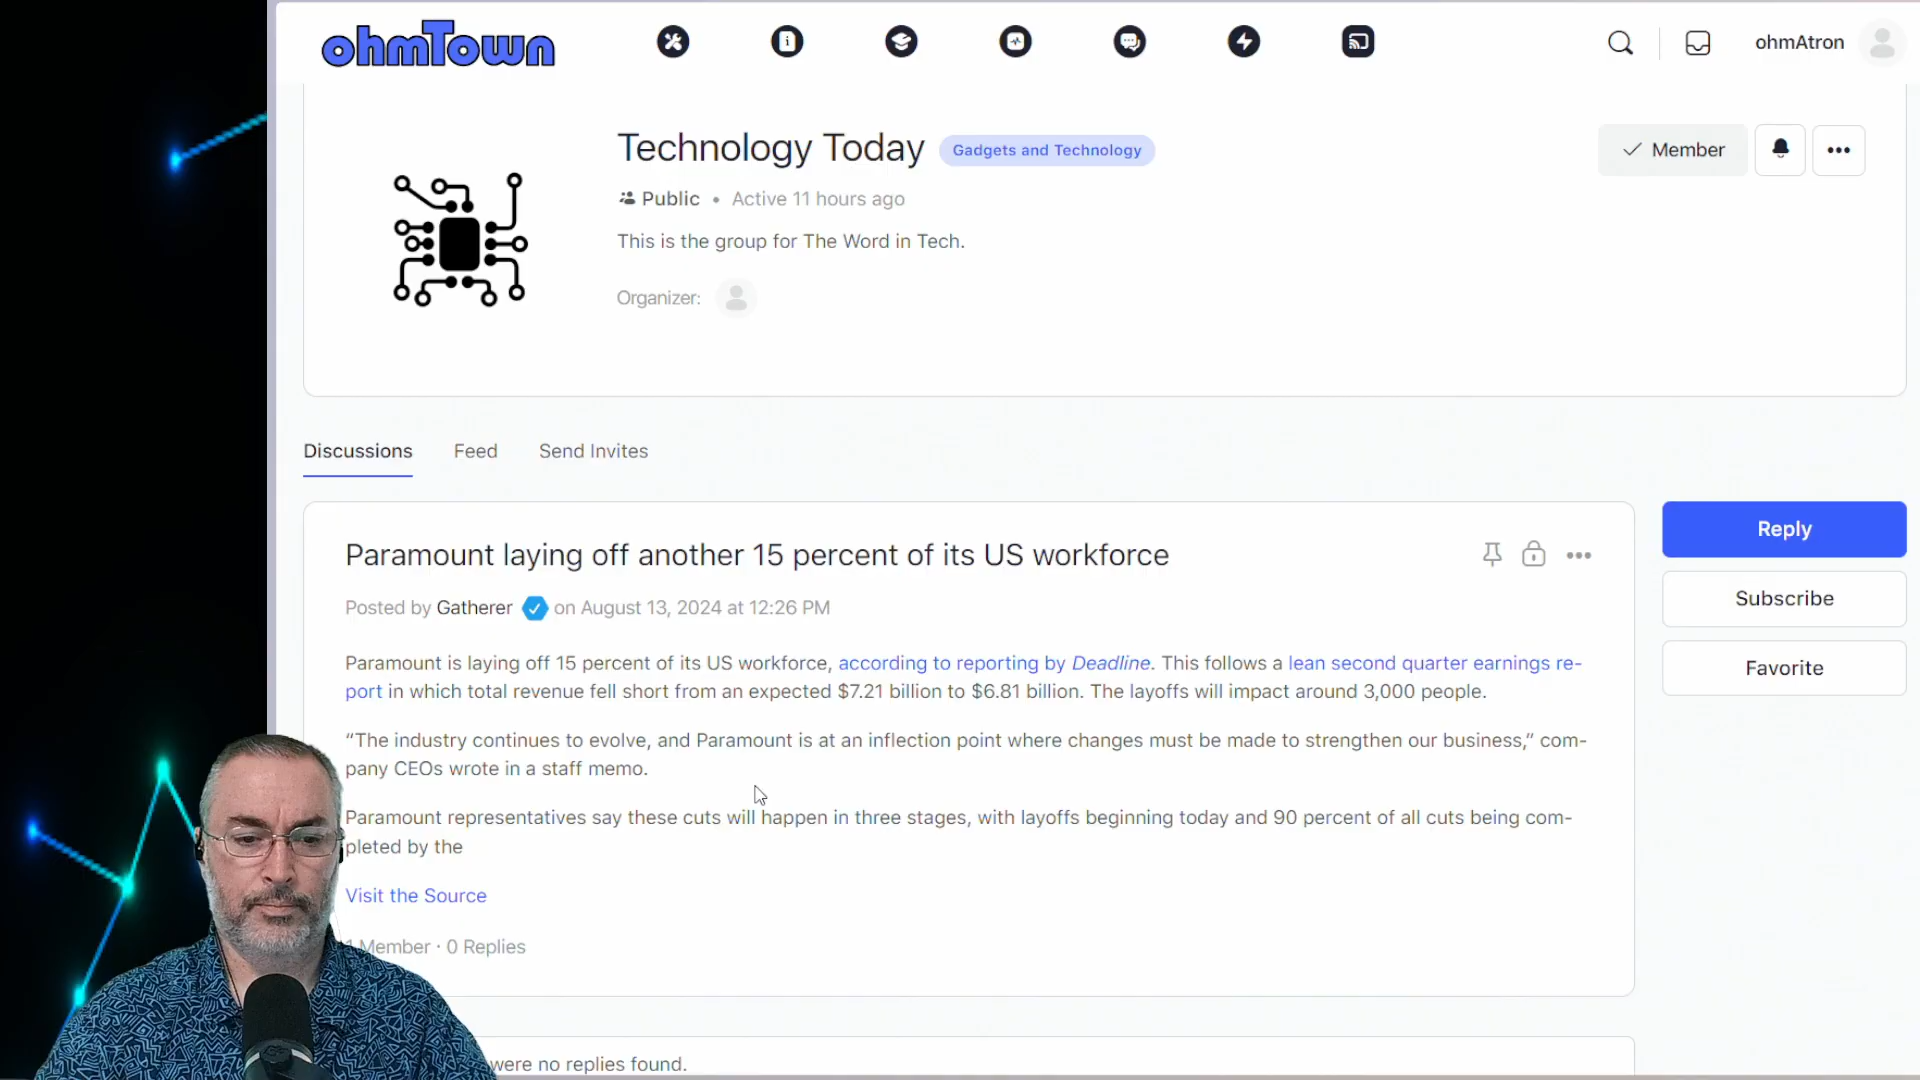 ohmTown
ohmAtron
Technology Today
Gadgets and Technology
Member
Public • Active 11 hours ago
This is the group for The Word in Tech.
Organizer:
Discussions
Feed
Send Invites
Paramount laying off another 15 percent of its US workforce
Posted by Gatherer on August 13, 2024 at 12:26 PM
Paramount is laying off 15 percent of its US workforce, according to reporting by Deadline. This follows a lean second quarter earnings re-
port in which total revenue fell short from an expected $7.21 billion to $6.81 billion. The layoffs will impact around 3,000 people.
“The industry continues to evolve, and Paramount is at an inflection point where changes must be made to strengthen our business,” com-
pany CEOs wrote in a staff memo.
Paramount representatives say these cuts will happen in three stages, with layoffs beginning today and 90 percent of all cuts being com-
pleted by the
Visit the Source
1 Member · 0 Replies
were no replies found.
Reply
Subscribe
Favorite